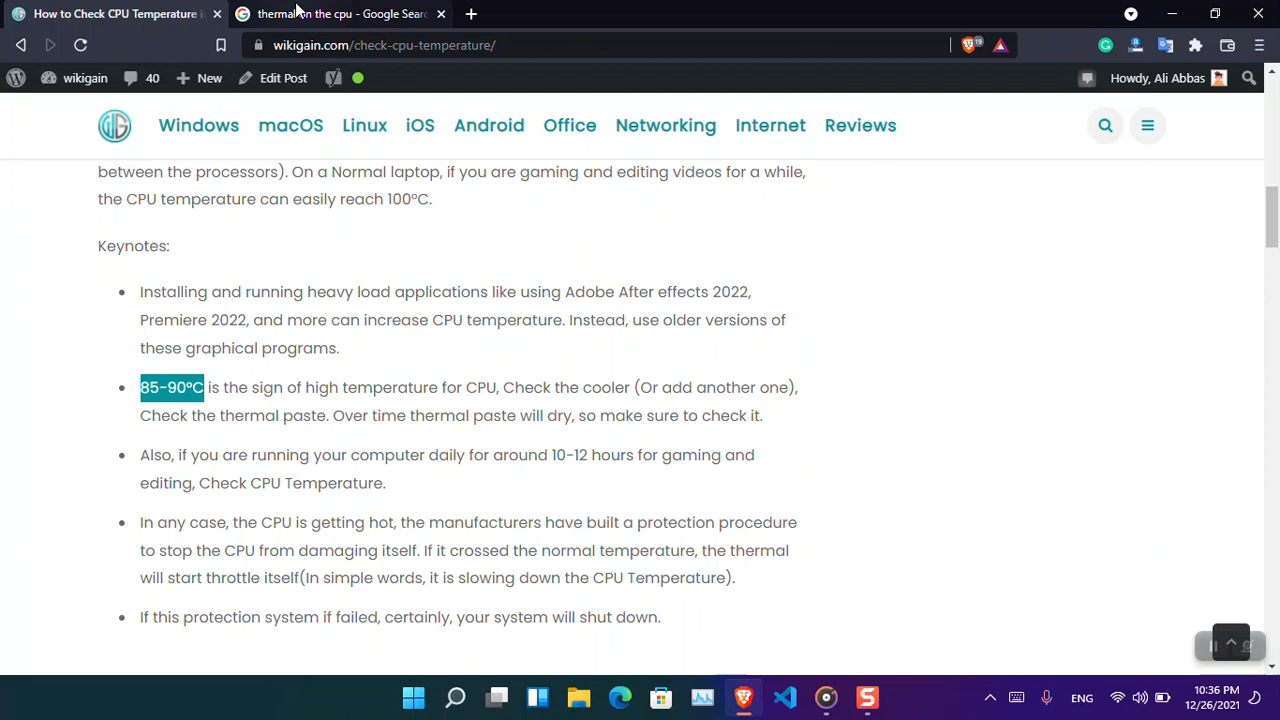 How to Check CPU Temperature i
thermal in the cpu - Google Searc
wikigain.com/check-cpu-temperature/
19
wikigain
40
New
Edit Post
Howdy, Ali Abbas
Windows
macOS
Linux
iOS
Android
Office
Networking
Internet
Reviews
between the processors). On a Normal laptop, if you are gaming and editing videos for a while,
the CPU temperature can easily reach 100°C.
Keynotes:
Installing and running heavy load applications like using Adobe After effects 2022,
Premiere 2022, and more can increase CPU temperature. Instead, use older versions of
these graphical programs.
85-90°C is the sign of high temperature for CPU, Check the cooler (Or add another one),
Check the thermal paste. Over time thermal paste will dry, so make sure to check it.
Also, if you are running your computer daily for around 10-12 hours for gaming and
editing, Check CPU Temperature.
In any case, the CPU is getting hot, the manufacturers have built a protection procedure
to stop the CPU from damaging itself. If it crossed the normal temperature, the thermal
will start throttle itself(In simple words, it is slowing down the CPU Temperature).
If this protection system if failed, certainly, your system will shut down.
ENG
10:36 PM
12/26/2021